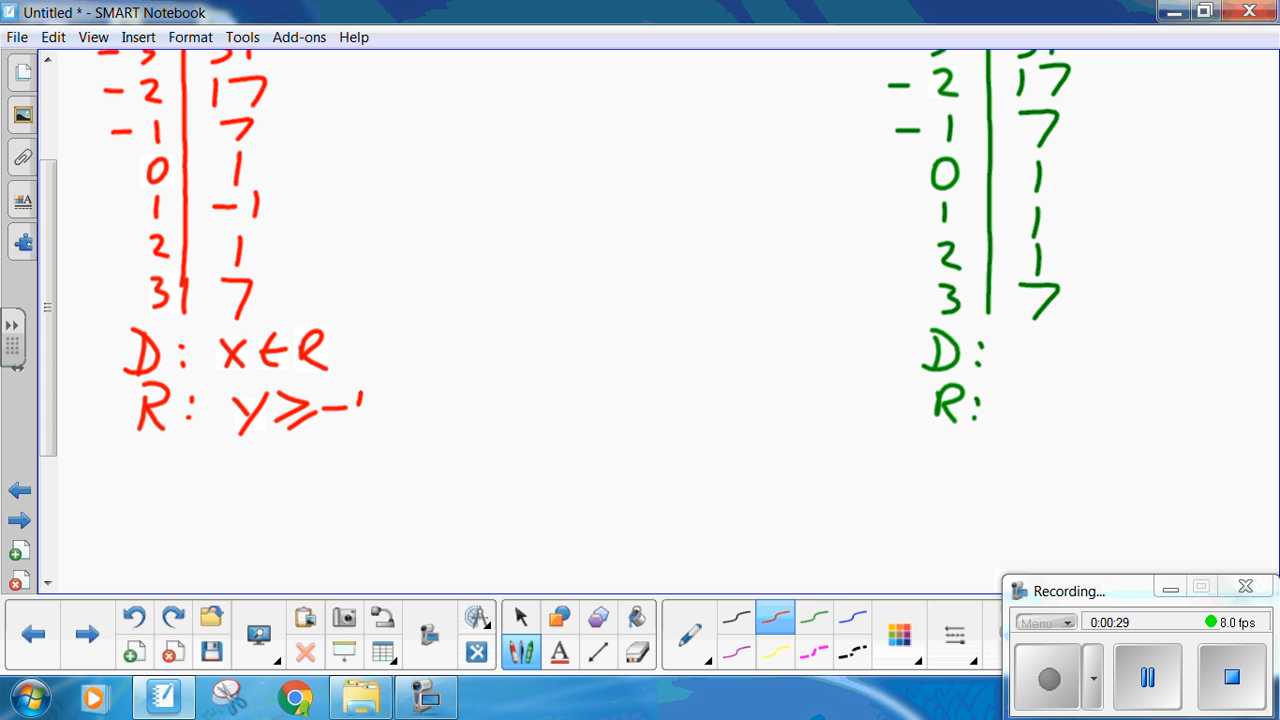 Untitled * - SMART Notebook
File Edit View Insert Format Tools Add-ons Help
-2 | 17
-1 | 7
0 | 1
1 | -1
2 | 1
3 | 7
D: x ∈ R
R: y ≥ -1
-2 | 17
-1 | 7
0 | 1
1 | 1
2 | 1
3 | 7
D:
R:
Recording...
Menu
0:00:29
8.0 fps